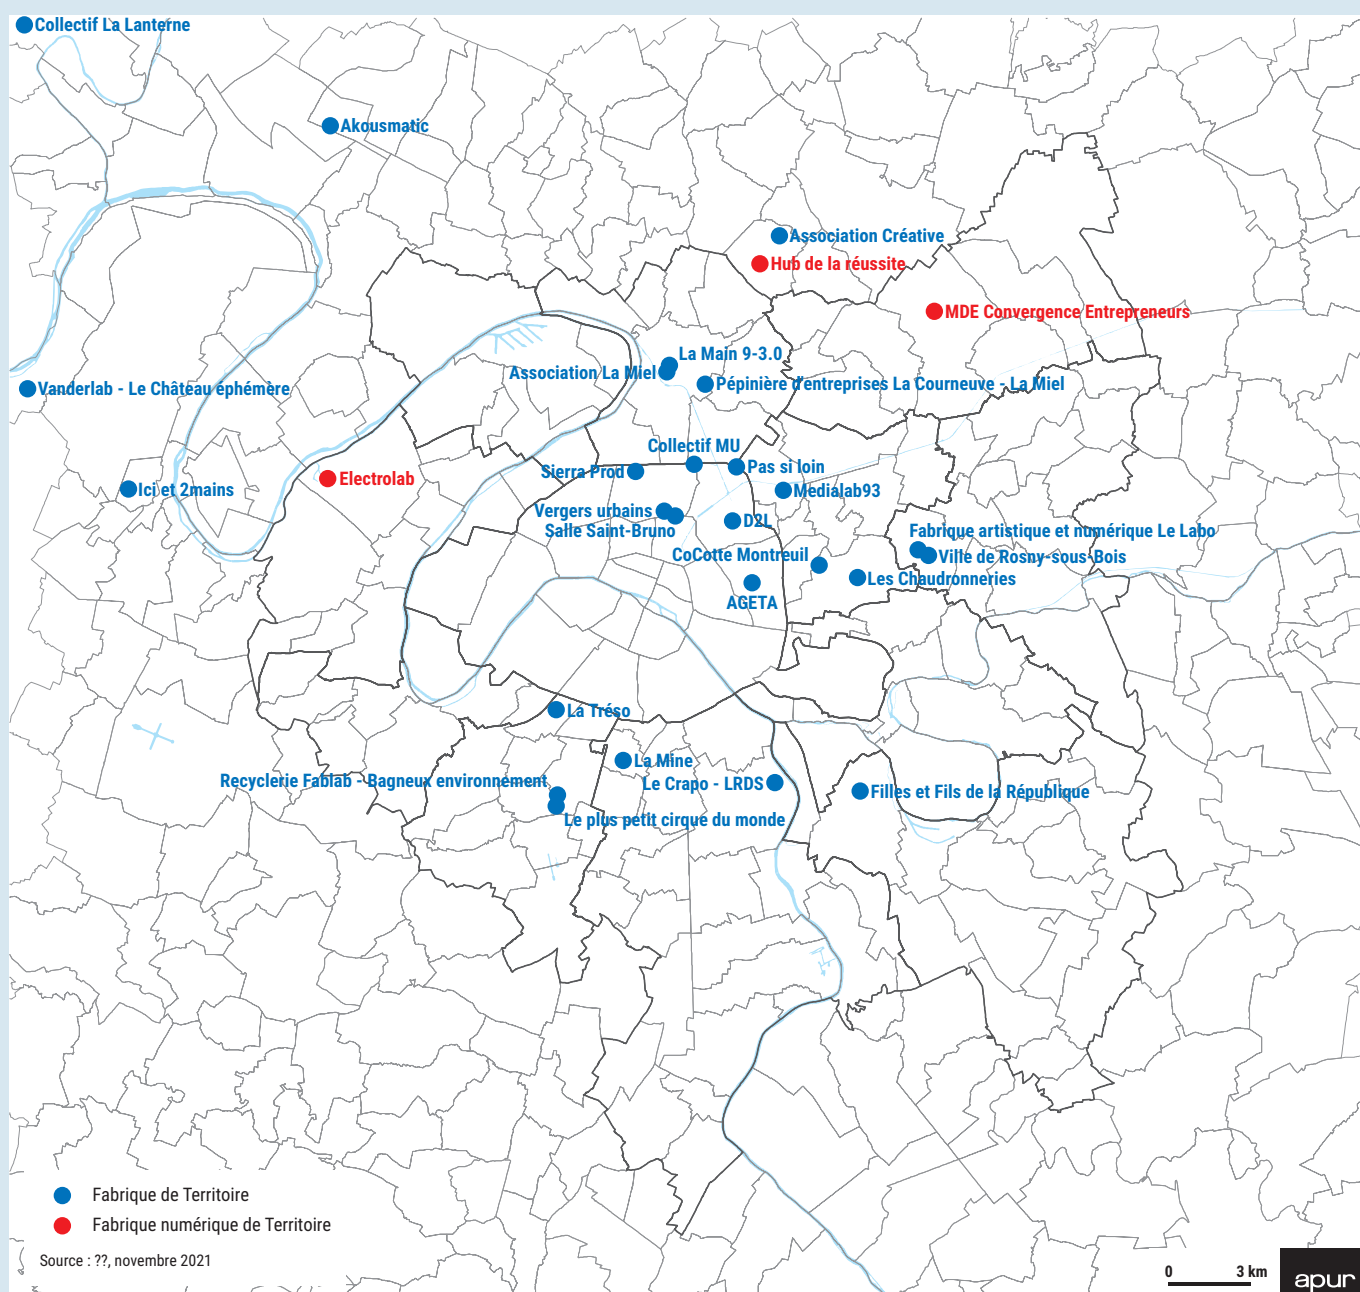 Collectif La Lanterne
Akousmatic
Association Créative
Hub de la réussite
MDE Convergence Entrepreneurs
La Main 9-3.0
Association La Miel
Pépinière d'entreprises La Courneuve - La Miel
Vanderlab - Le Château éphémère
Collectif MU
Sierra Prod
Pas si loin
Electrolab
Ici et 2mains
Medialab93
Vergers urbains
D2L
Salle Saint-Bruno
Fabrique artistique et numérique Le Labo
CoCotte Montreuil
Ville de Rosny-sous-Bois
Les Chaudronneries
AGETA
La Tréso
La Mine
Recyclerie Fablab - Bagneux environnement
Le Crapo - LRDS
Filles et Fils de la République
Le plus petit cirque du monde
Fabrique de Territoire
Fabrique numérique de Territoire
Source : ??, novembre 2021
0 3 km
apur